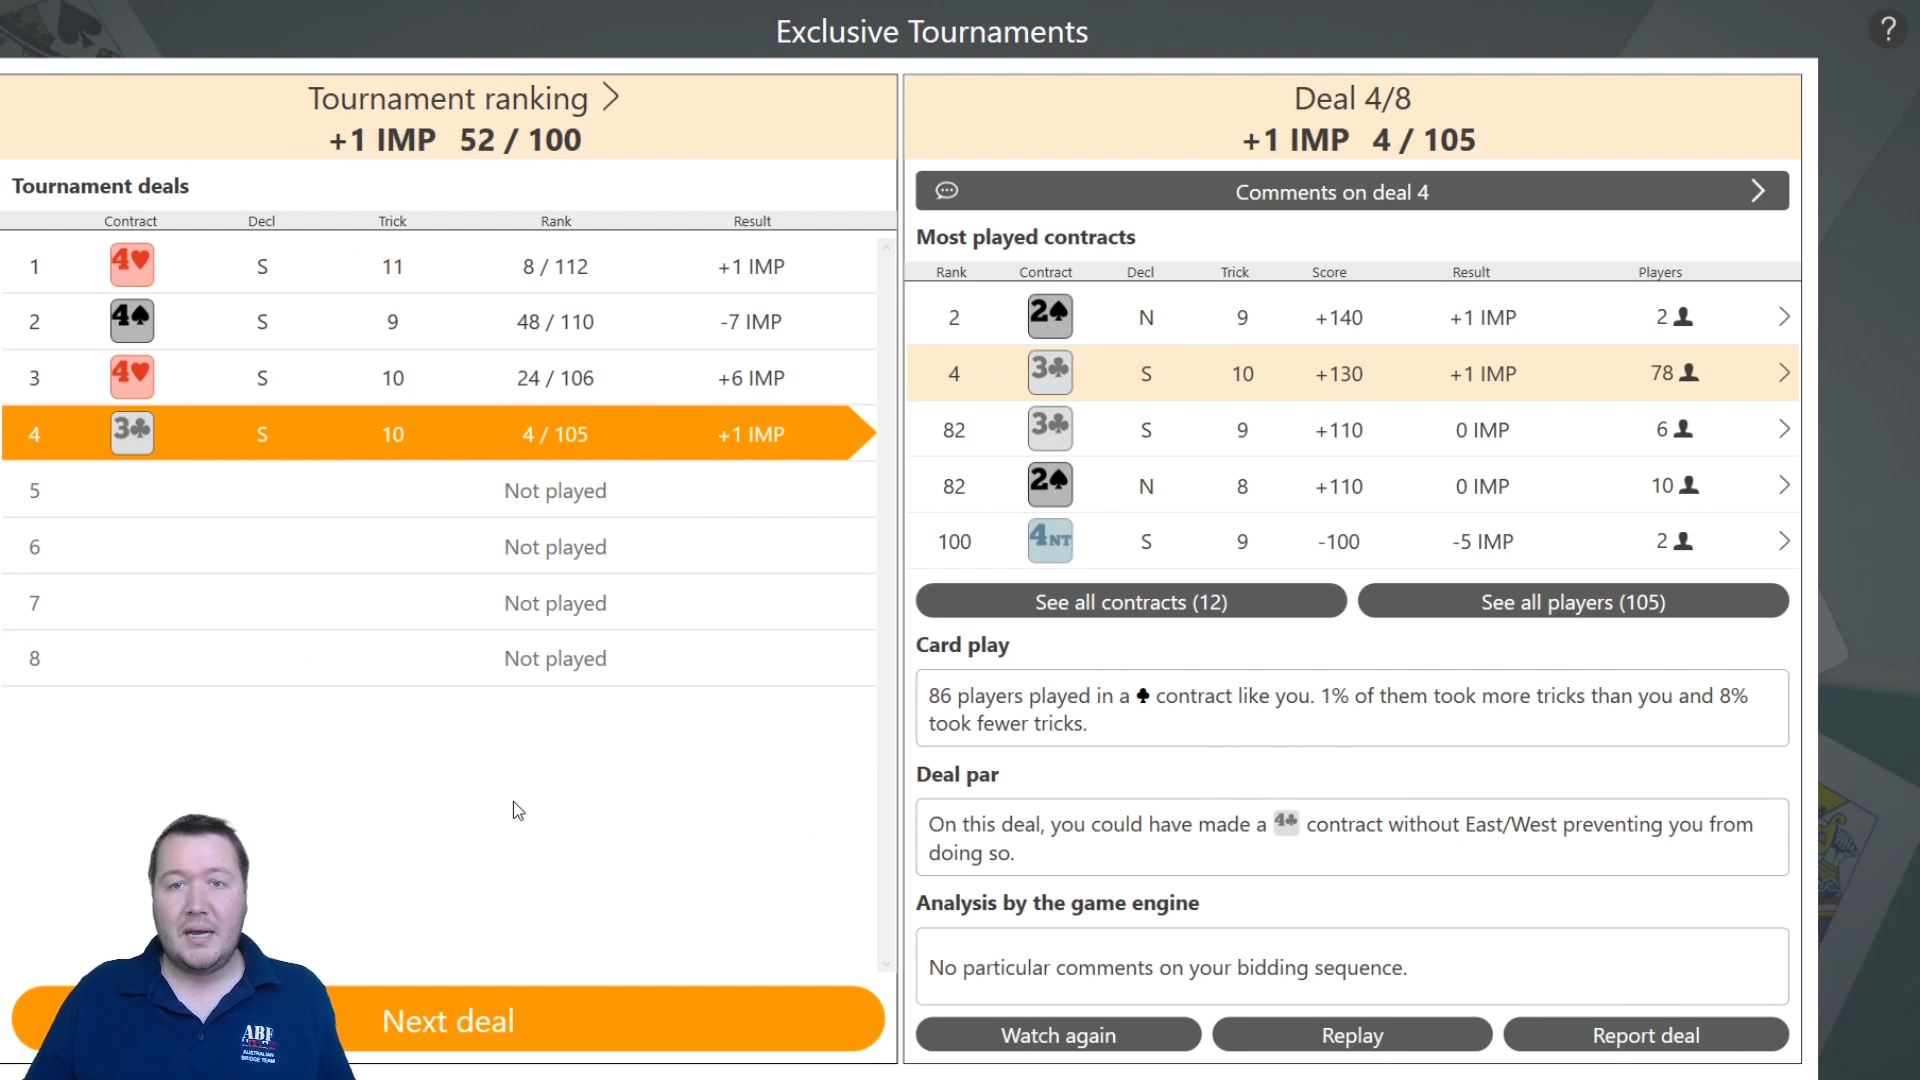 Exclusive Tournaments
?
Tournament ranking >
+1 IMP 52 / 100
Tournament deals
Contract Decl Trick Rank Result
1 4♥ S 11 8 / 112 +1 IMP
2 4♠ S 9 48 / 110 -7 IMP
3 4♥ S 10 24 / 106 +6 IMP
4 3♣ S 10 4 / 105 +1 IMP
5 Not played
6 Not played
7 Not played
8 Not played
Next deal
ABF
AUSTRALIAN
BRIDGE TEAM
Deal 4/8
+1 IMP 4 / 105
Comments on deal 4
Most played contracts
Rank Contract Decl Trick Score Result Players
2 2♠ N 9 +140 +1 IMP 2
4 3♣ S 10 +130 +1 IMP 78
82 3♣ S 9 +110 0 IMP 6
82 2♠ N 8 +110 0 IMP 10
100 4NT S 9 -100 -5 IMP 2
See all contracts (12) See all players (105)
Card play
86 players played in a ♣ contract like you. 1% of them took more tricks than you and 8%
took fewer tricks.
Deal par
On this deal, you could have made a 4♣ contract without East/West preventing you from
doing so.
Analysis by the game engine
No particular comments on your bidding sequence.
Watch again Replay Report deal